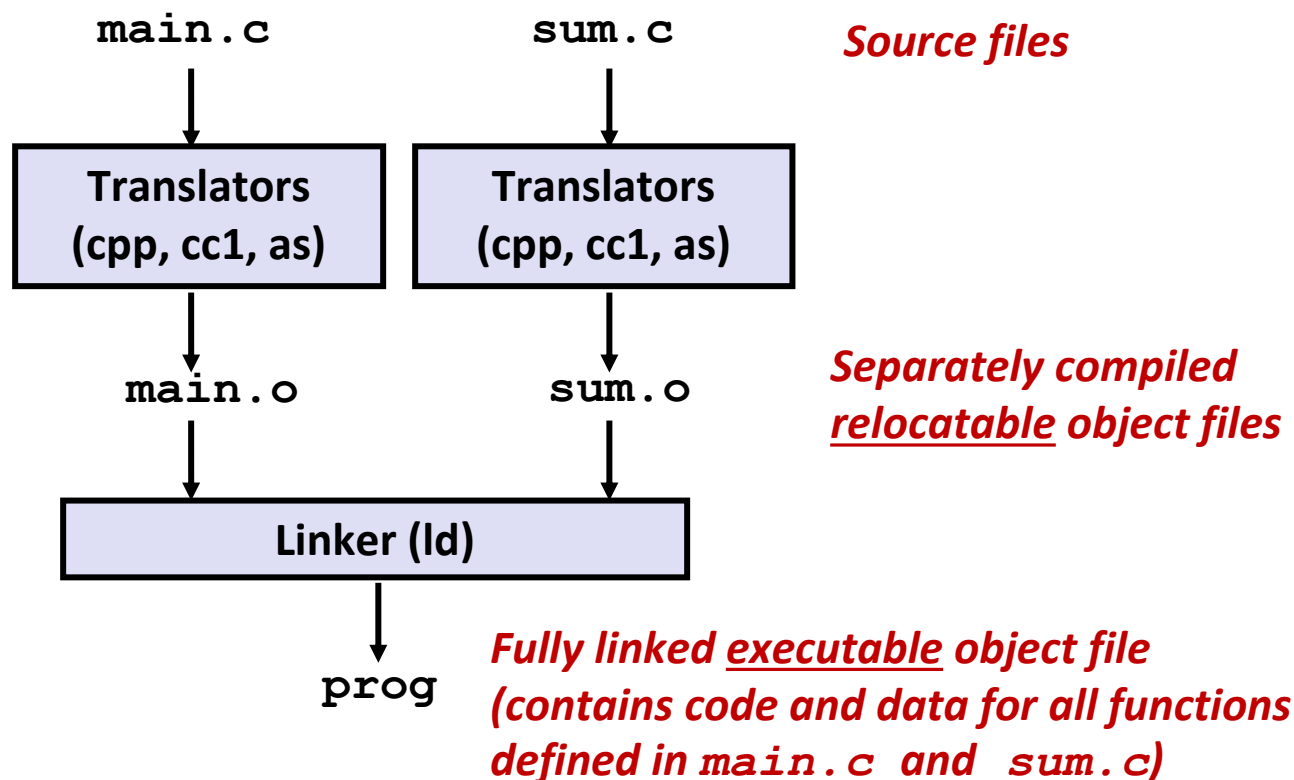 main.c sum.c Source files
Translators Translators
(cpp, cc1, as) (cpp, cc1, as)
main.o sum.o
Separately compiled
relocatable object files
Linker (ld)
prog
Fully linked executable object file
(contains code and data for all functions
defined in main.c and sum.c)